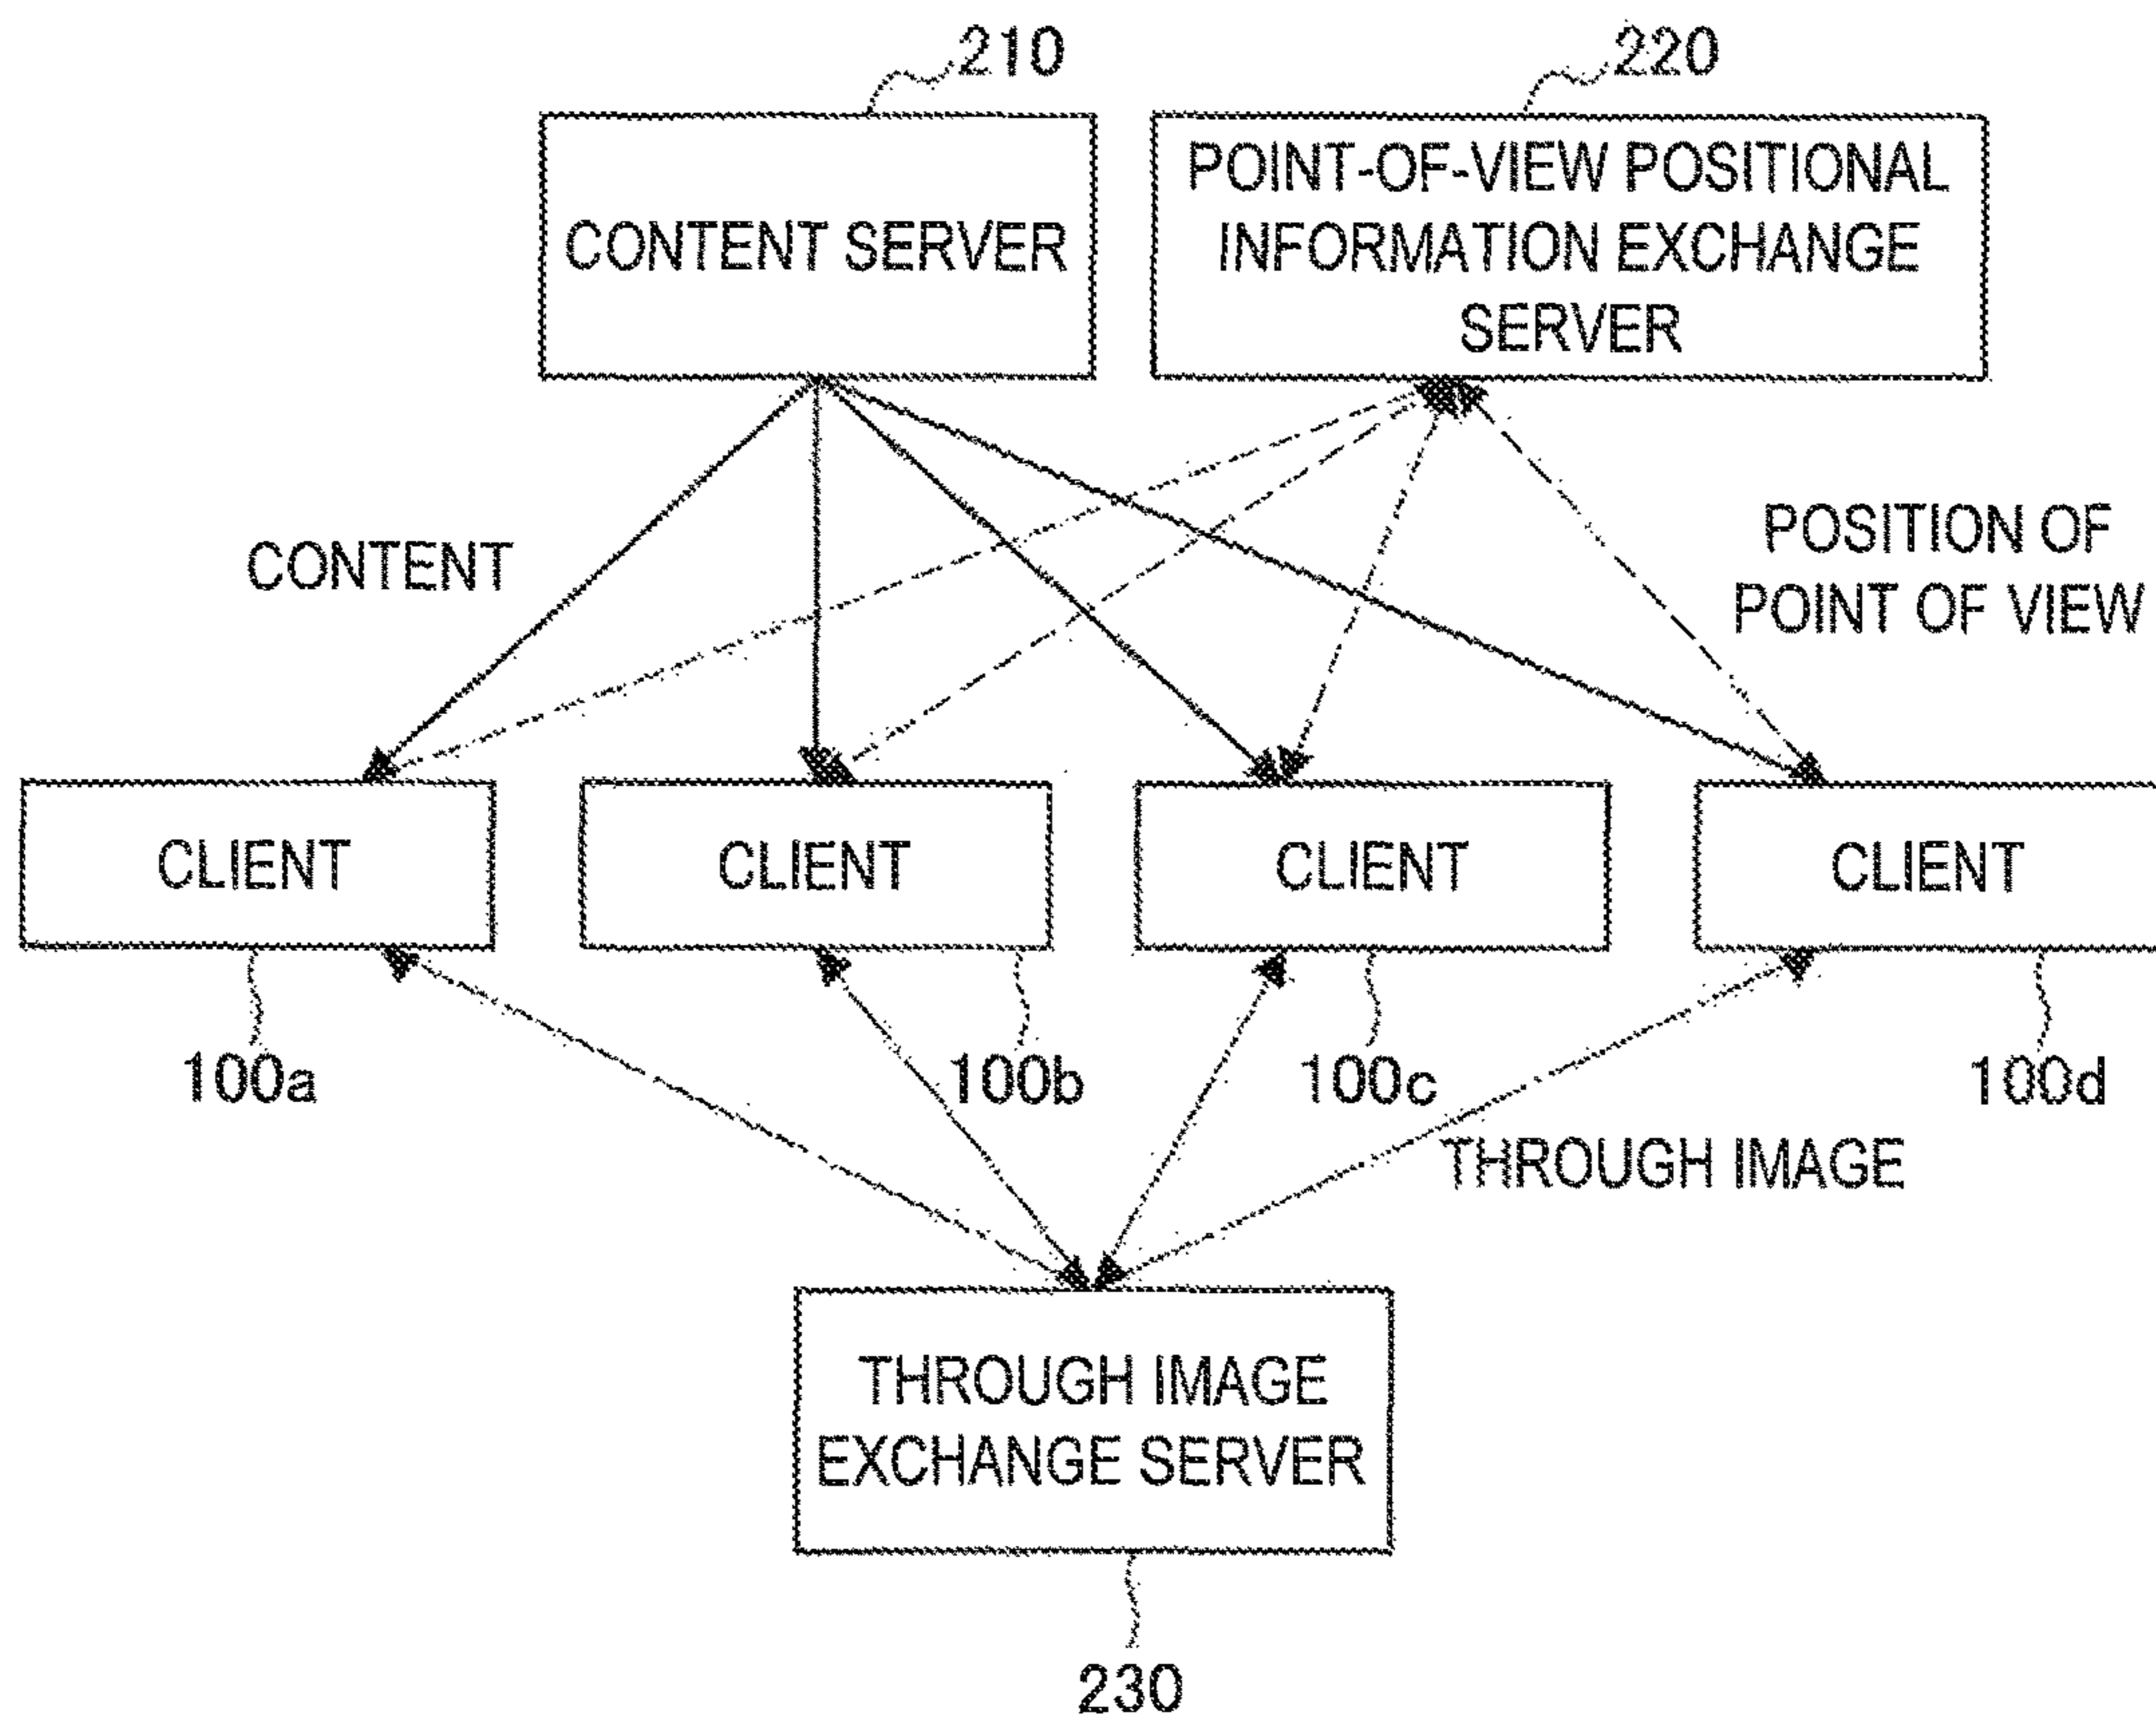 210
220
CONTENT SERVER
POINT-OF-VIEW POSITIONAL
INFORMATION EXCHANGE
SERVER
CONTENT
POSITION OF
POINT OF VIEW
CLIENT
CLIENT
CLIENT
CLIENT
100a
100b
100c
100d
THROUGH IMAGE
THROUGH IMAGE
EXCHANGE SERVER
230